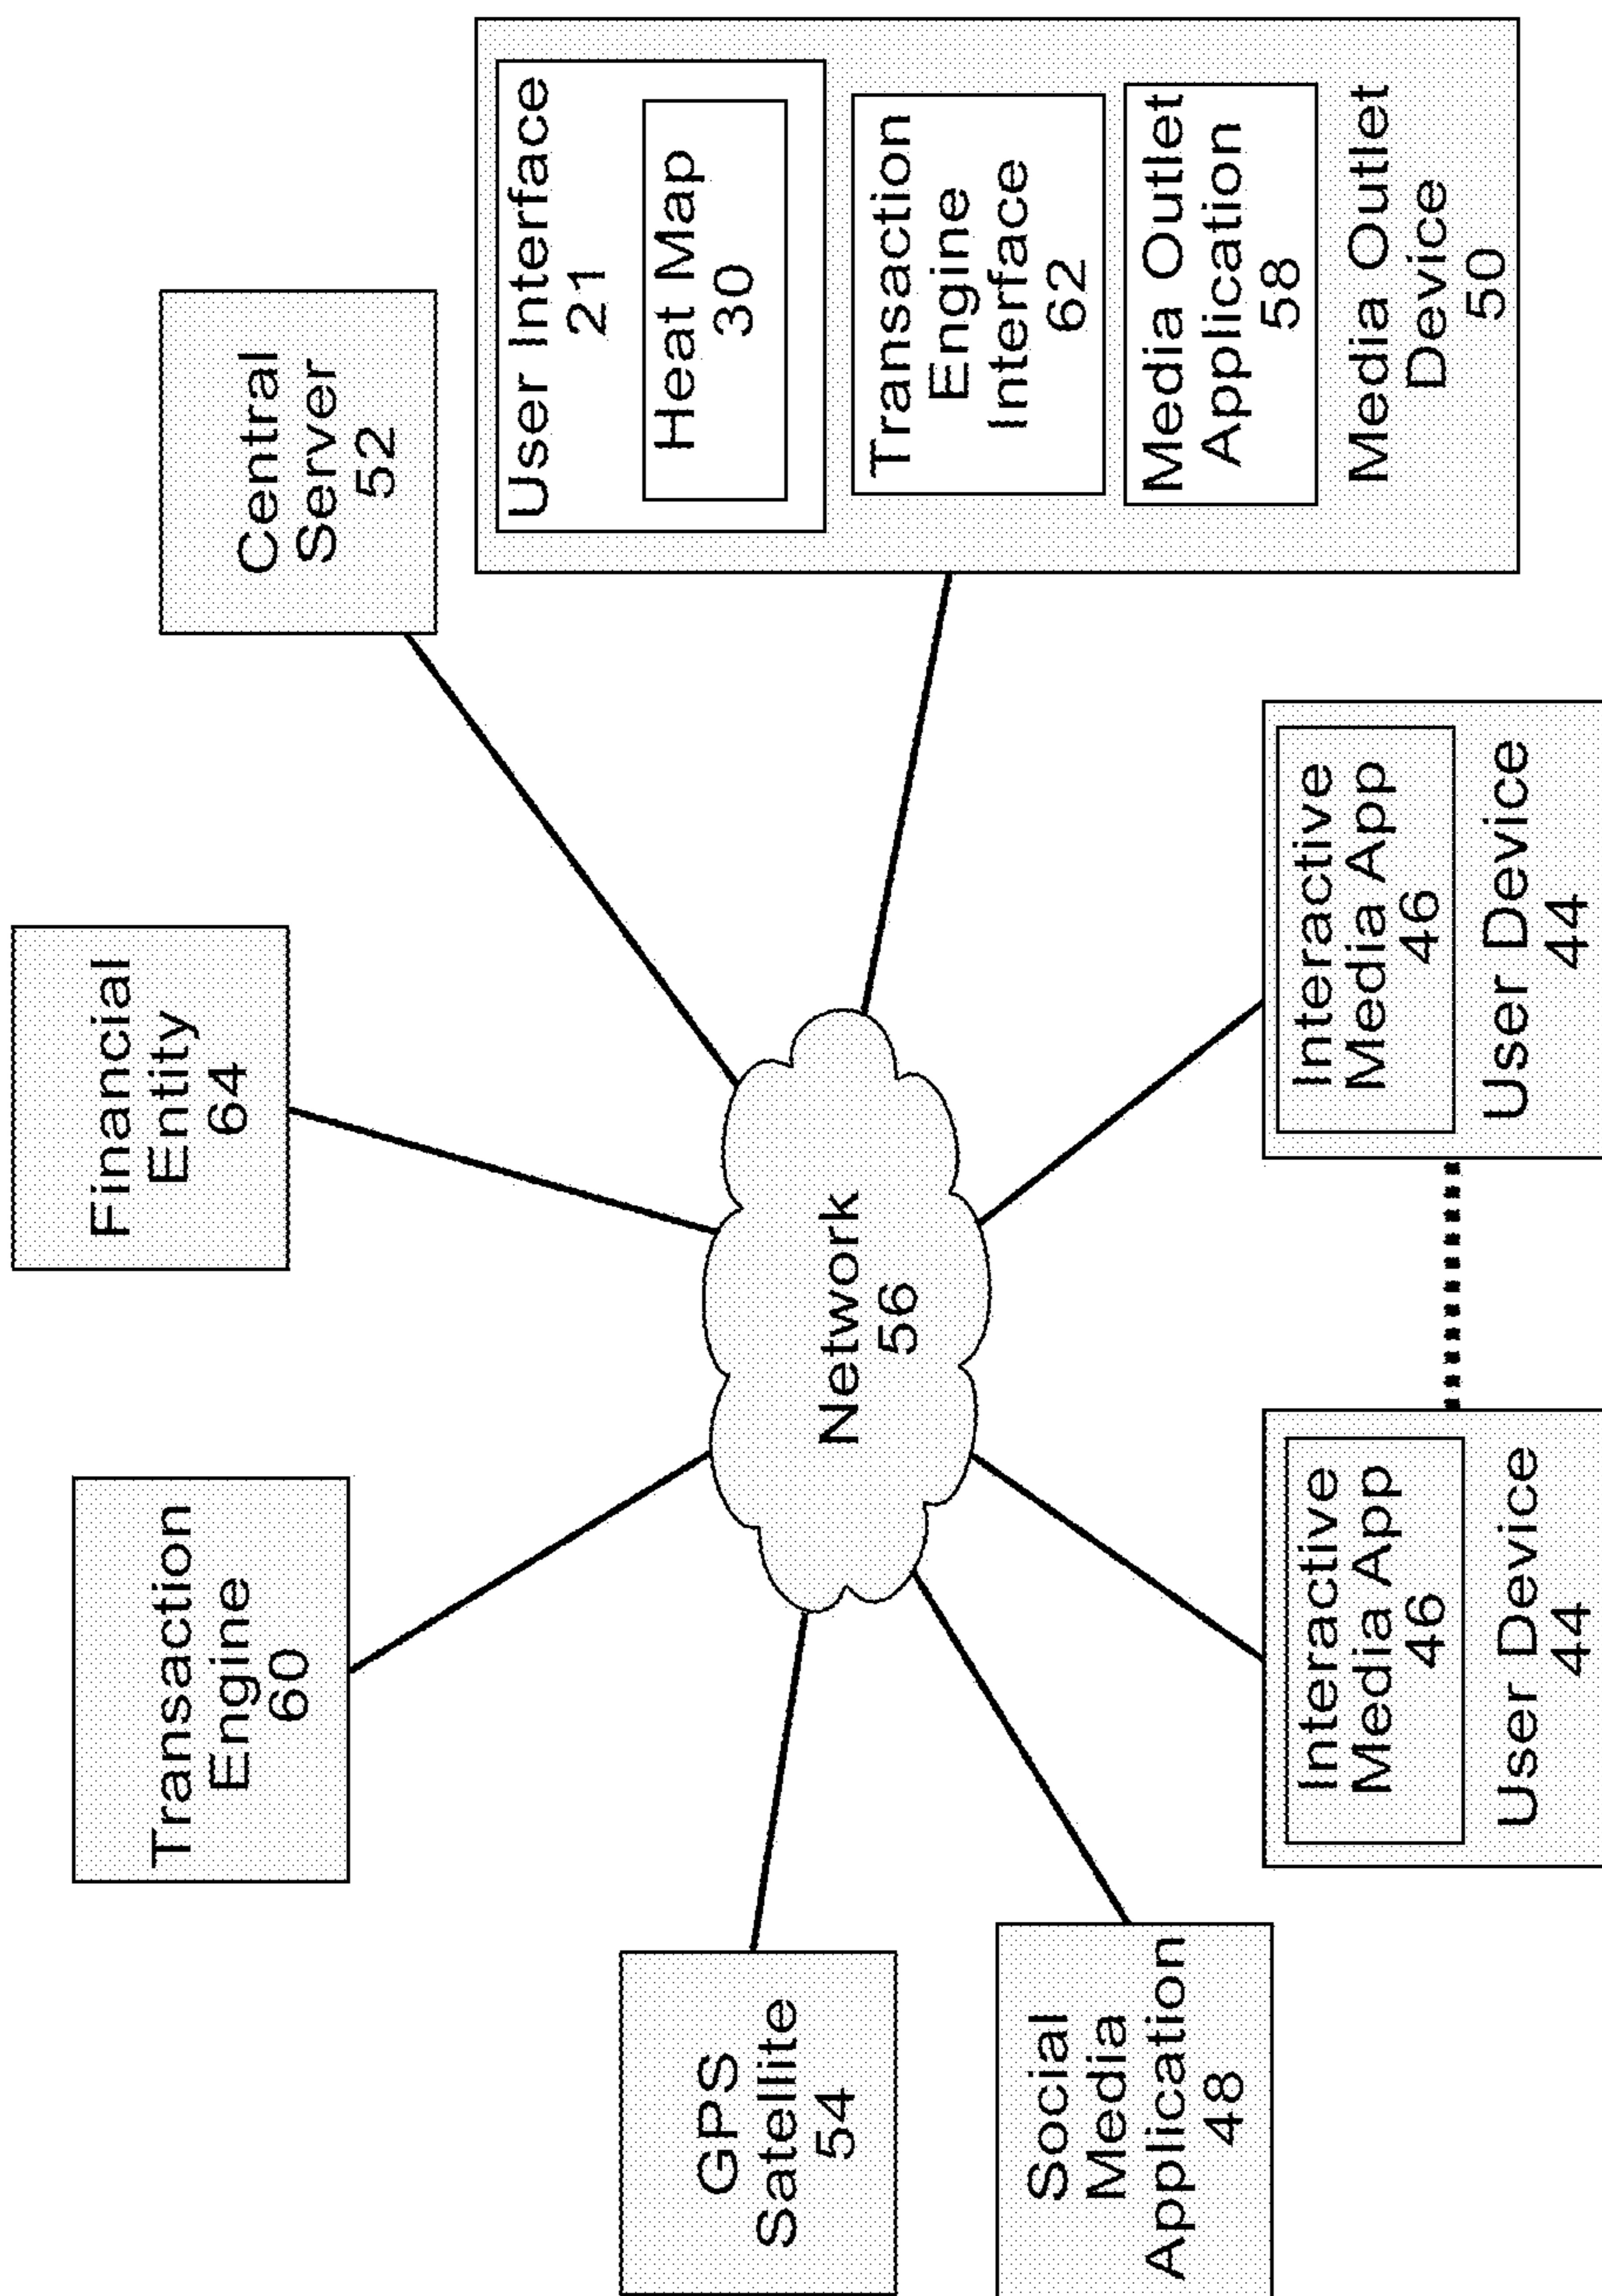 Transaction
Engine
60
Financial
Entity
64
Central
Server
52
GPS
Satellite
54
Network
56
User Interface
21
Heat Map
30
Transaction
Engine
Interface
62
Media Outlet
Application
58
Media Outlet
Device
50
Social
Media
Application
48
Interactive
Media App
46
User Device
44
Interactive
Media App
46
User Device
44